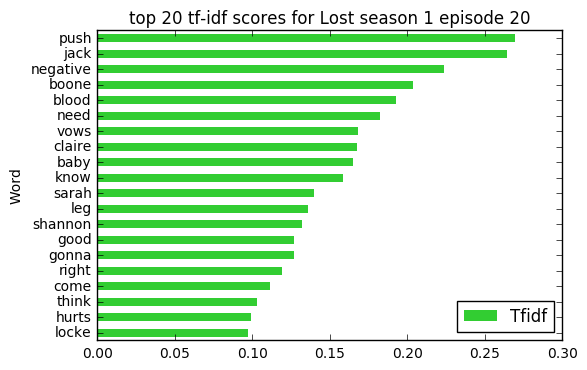 top 20 tf-idf scores for Lost season 1 episode 20
Word
push
jack
negative
boone
blood
need
vows
claire
baby
know
sarah
leg
shannon
good
gonna
right
come
think
hurts
locke
Tfidf
0.00 0.05 0.10 0.15 0.20 0.25 0.30